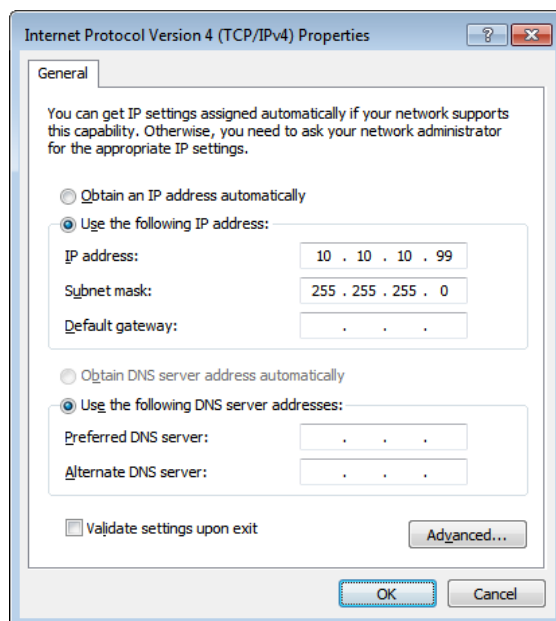 Internet Protocol Version 4 (TCP/IPv4) Properties
?
General
You can get IP settings assigned automatically if your network supports
this capability. Otherwise, you need to ask your network administrator
for the appropriate IP settings.
Obtain an IP address automatically
Use the following IP address:
IP address: 10 . 10 . 10 . 99
Subnet mask: 255 . 255 . 255 . 0
Default gateway: . . .
Obtain DNS server address automatically
Use the following DNS server addresses:
Preferred DNS server: . . .
Alternate DNS server: . . .
Validate settings upon exit
Advanced...
OK Cancel